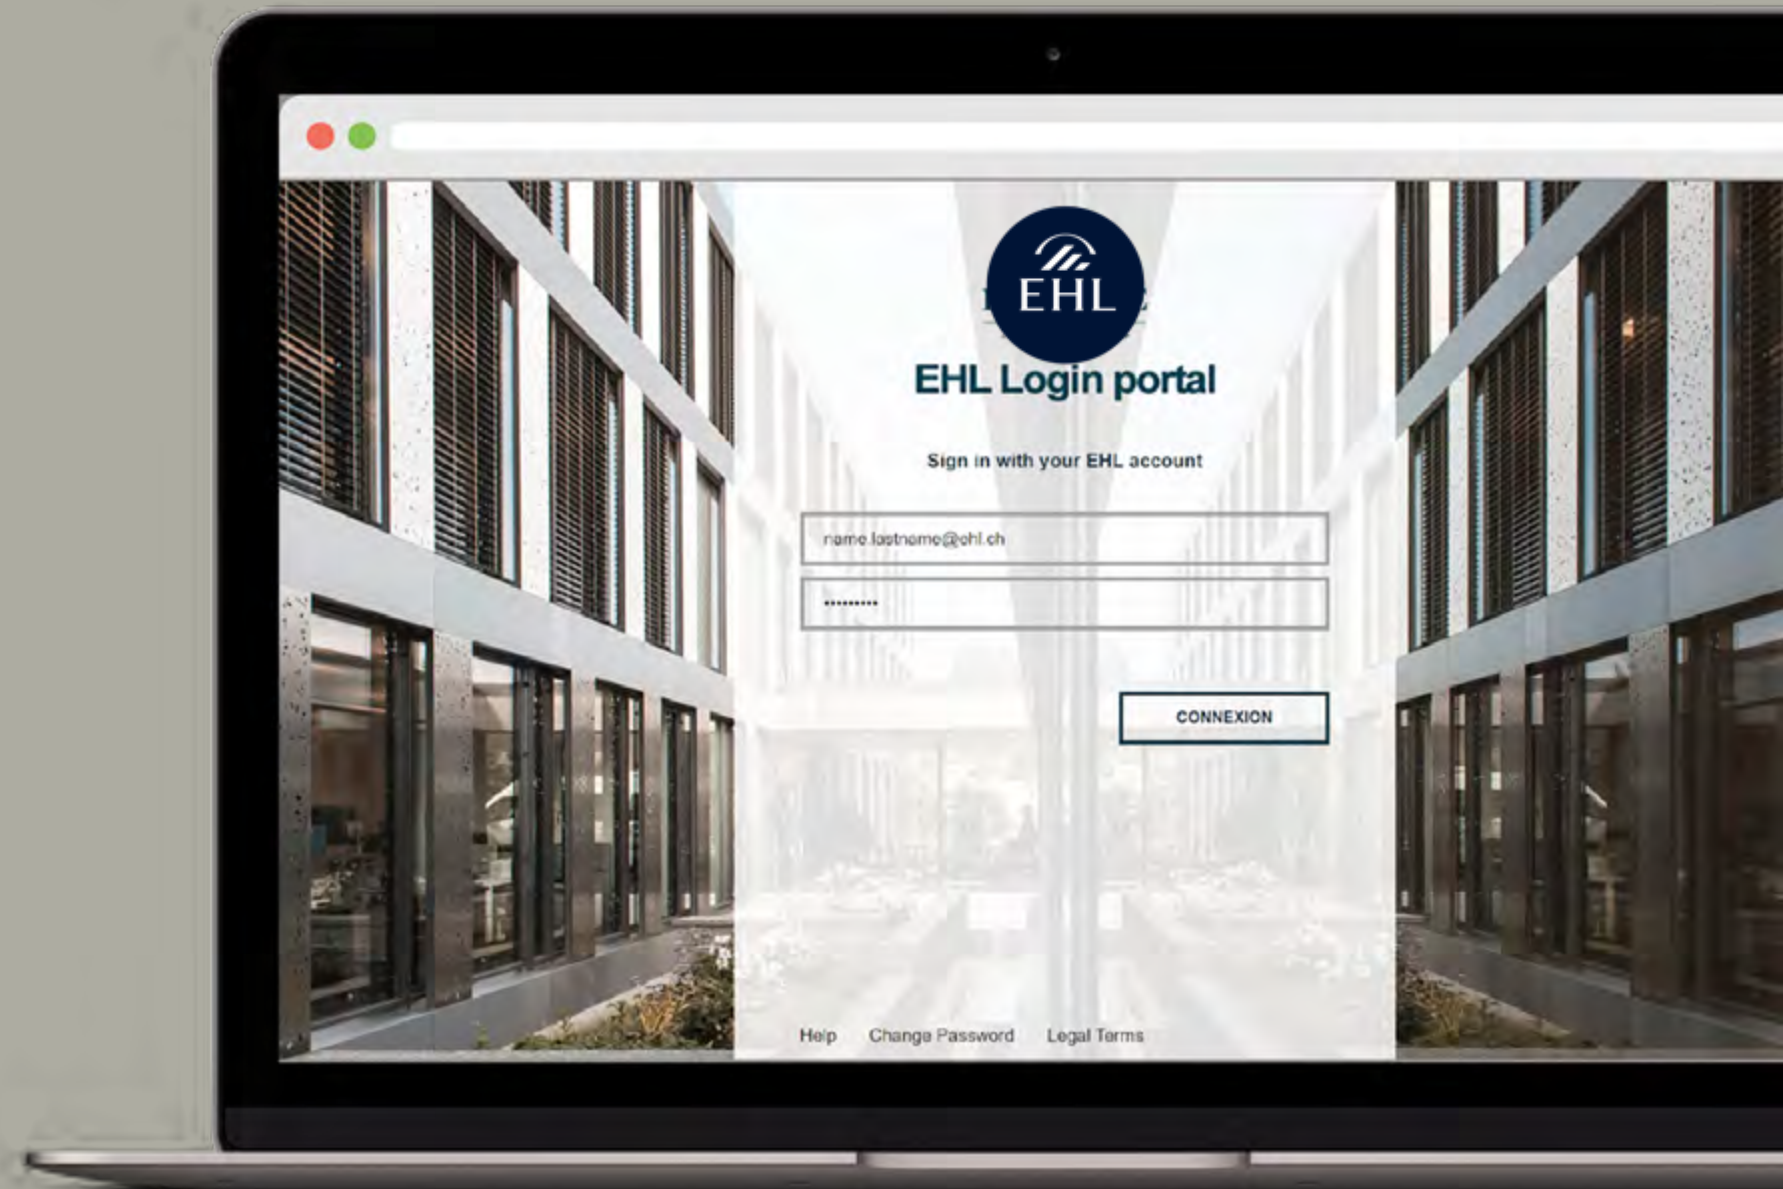 EHL
EHL Login portal
Sign in with your EHL account
name.lastname@ehl.ch
•••••••••
CONNEXION
Help Change Password Legal Terms